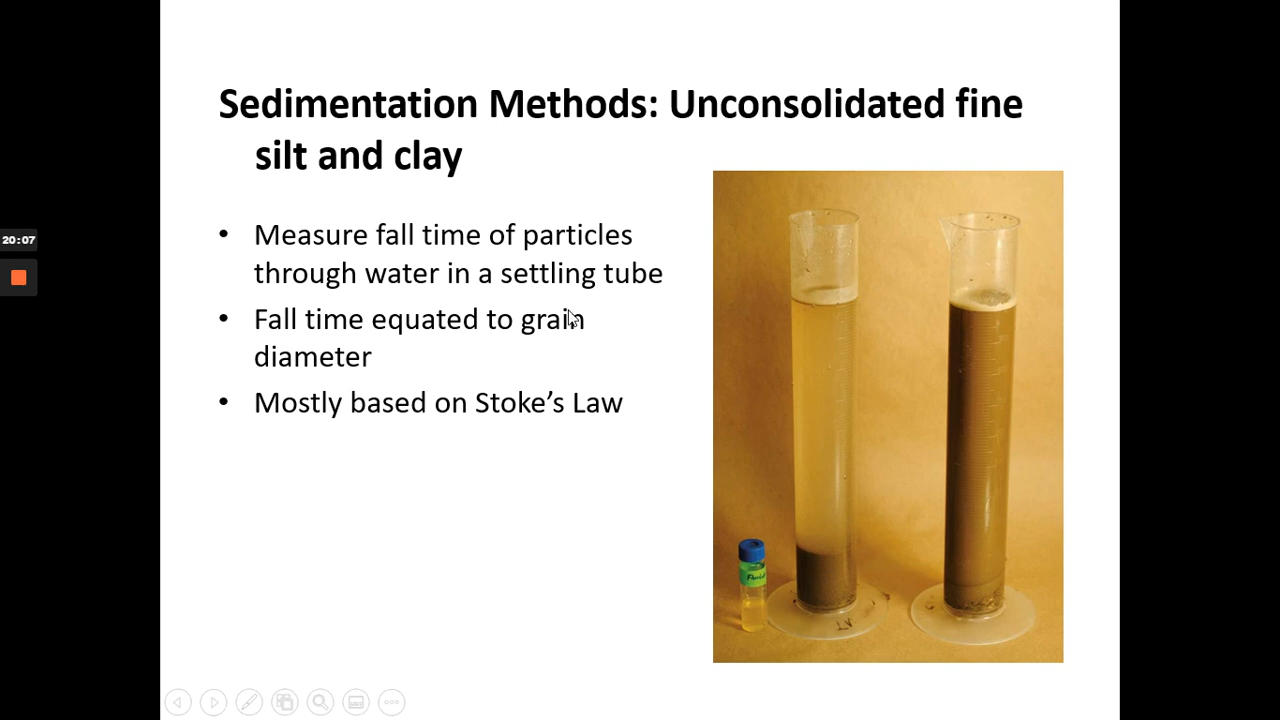 Sedimentation Methods: Unconsolidated fine
silt and clay
• Measure fall time of particles
through water in a settling tube
• Fall time equated to grain
diameter
• Mostly based on Stoke's Law
20:07